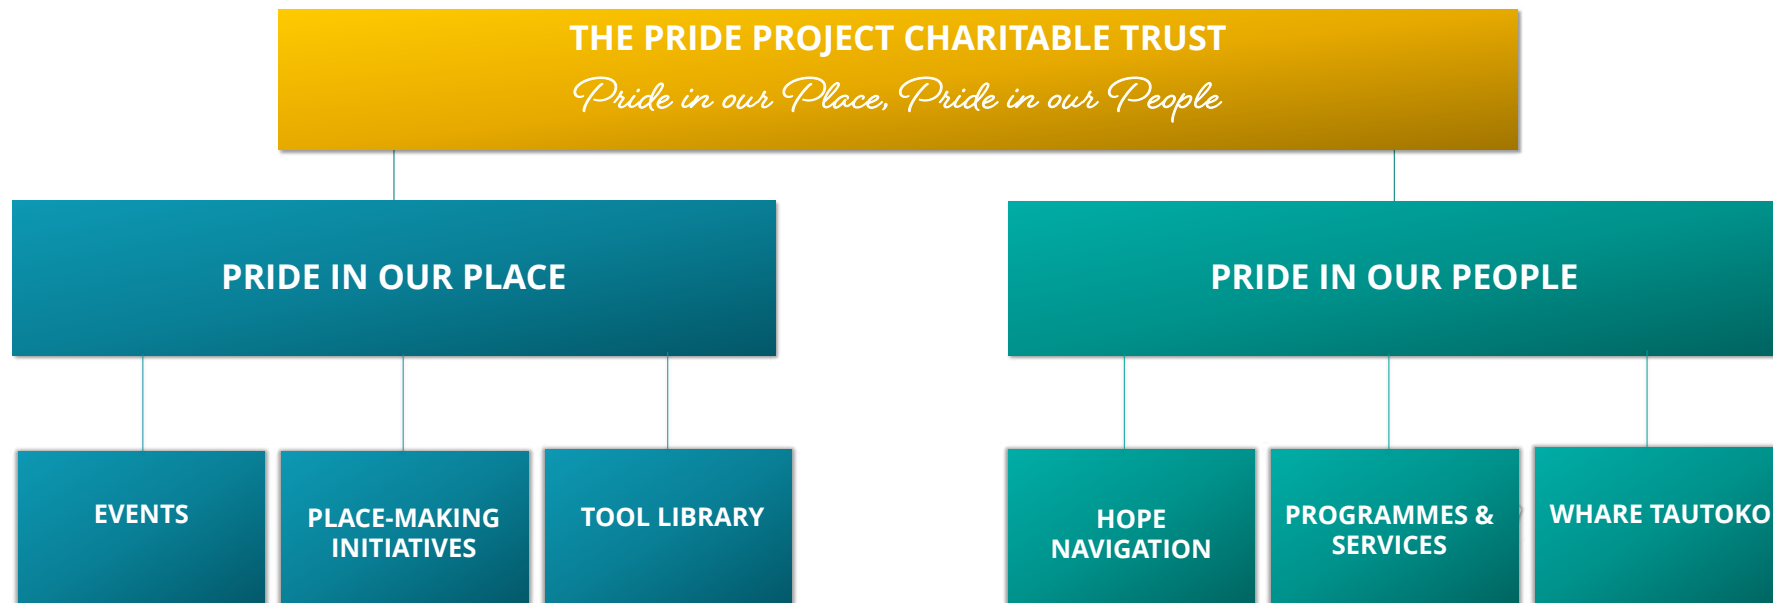 THE PRIDE PROJECT CHARITABLE TRUST
Pride in our Place, Pride in our People
PRIDE IN OUR PLACE
PRIDE IN OUR PEOPLE
EVENTS
PLACE-MAKING
INITIATIVES
TOOL LIBRARY
HOPE
NAVIGATION
PROGRAMMES &
SERVICES
WHARE TAUTOKO